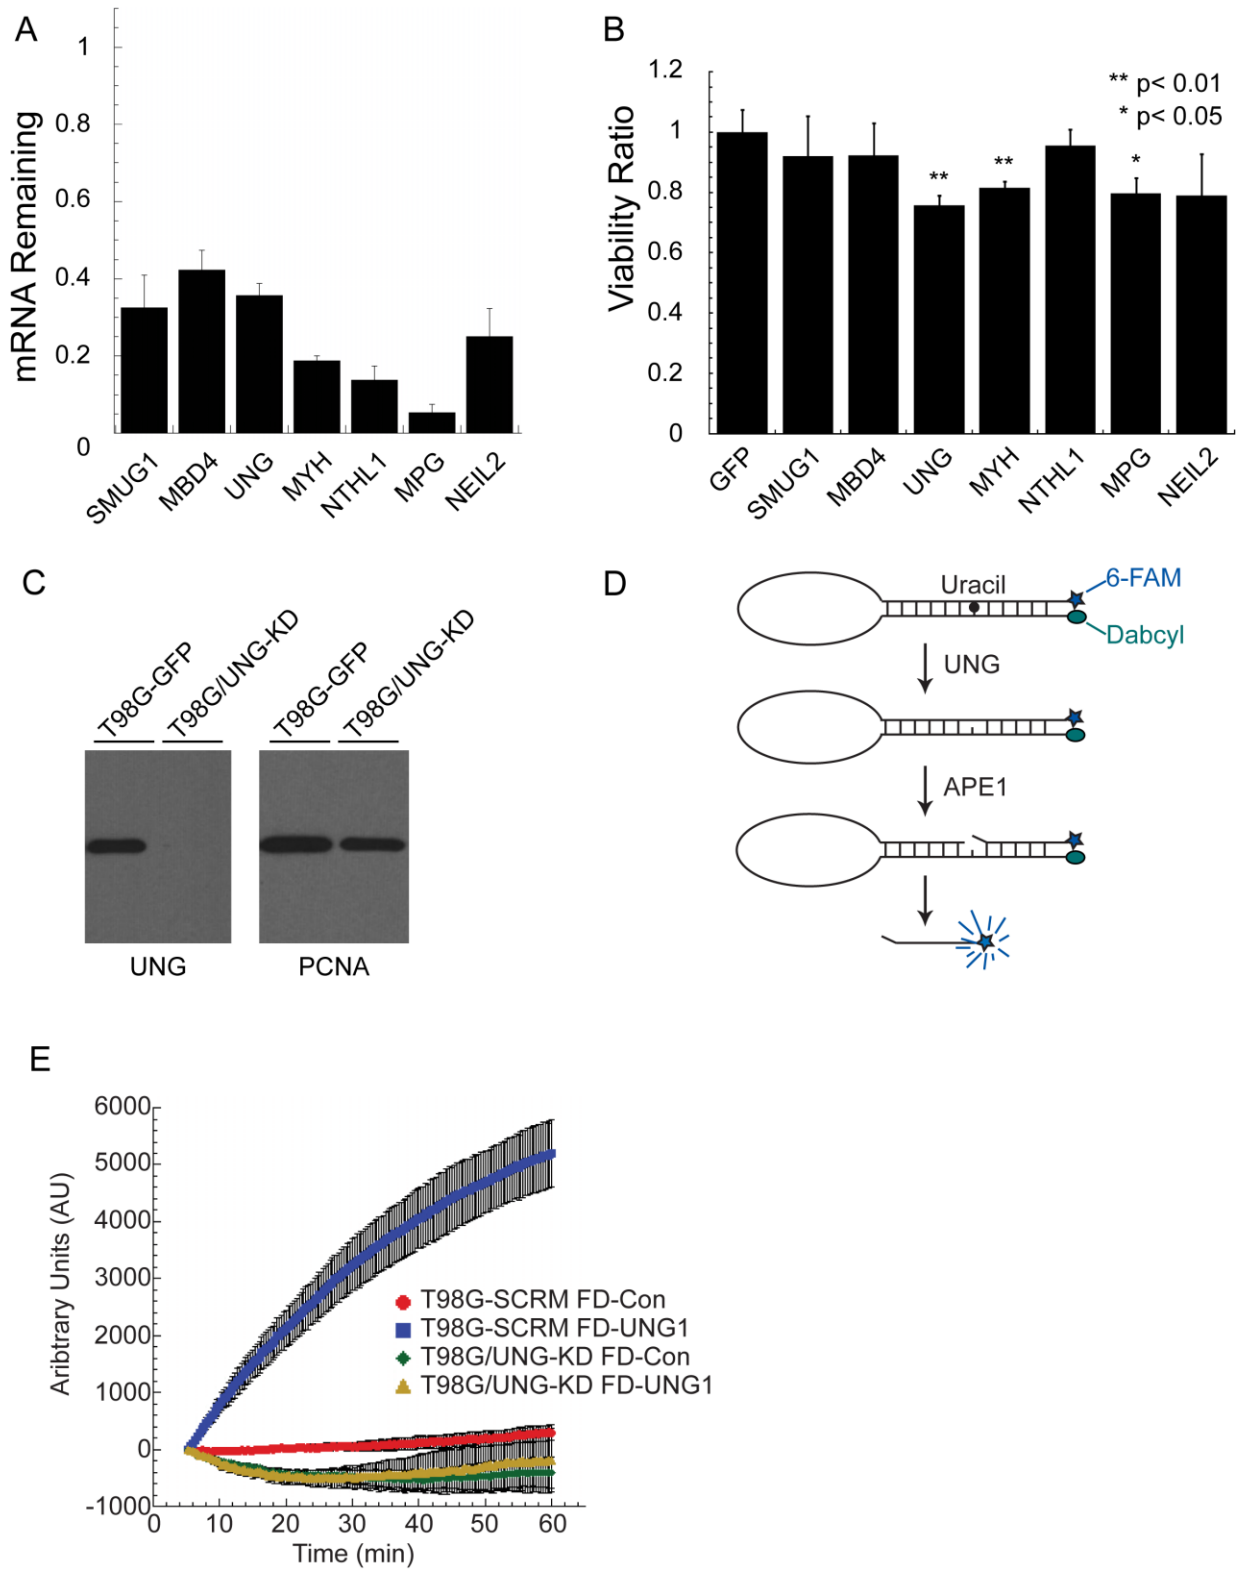 A
mRNA Remaining
1
0.8
0.6
0.4
0.2
0
SMUG1
MBD4
UNG
MYH
NTHL1
MPG
NEIL2
B
Viability Ratio
1.2
1
0.8
0.6
0.4
0.2
0
** p< 0.01
* p< 0.05
**
**
*
GFP
SMUG1
MBD4
UNG
MYH
NTHL1
MPG
NEIL2
C
T98G-GFP
T98G/UNG-KD
T98G-GFP
T98G/UNG-KD
UNG
PCNA
D
Uracil
6-FAM
Dabcyl
UNG
APE1
E
Aribtrary Units (AU)
6000
5000
4000
3000
2000
1000
0
-1000
T98G-SCRM FD-Con
T98G-SCRM FD-UNG1
T98G/UNG-KD FD-Con
T98G/UNG-KD FD-UNG1
0 10 20 30 40 50 60
Time (min)